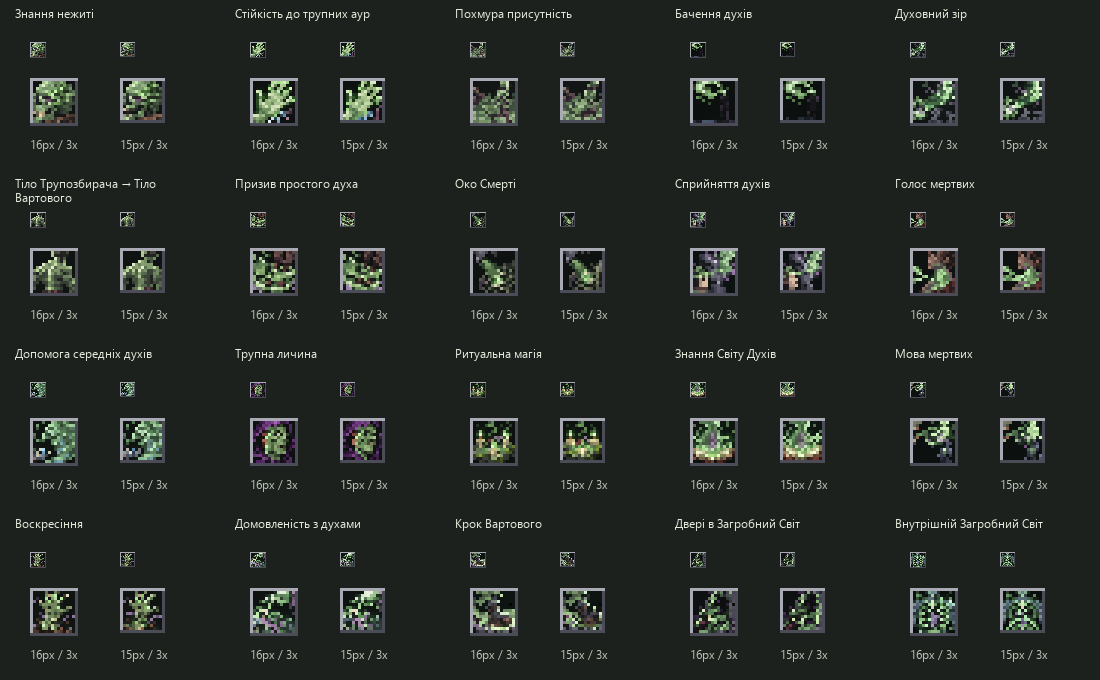 Знання нежиті
Стійкість до трупних аур
Похмура присутність
Бачення духів
Духовний зір
16px / 3x
15px / 3x
16px / 3x
15px / 3x
16px / 3x
15px / 3x
16px / 3x
15px / 3x
16px / 3x
15px / 3x
Тіло Трупозбирача → Тіло
Вартового
Призив простого духа
Око Смерті
Сприйняття духів
Голос мертвих
16px / 3x
15px / 3x
16px / 3x
15px / 3x
16px / 3x
15px / 3x
16px / 3x
15px / 3x
16px / 3x
15px / 3x
Допомога середніх духів
Трупна личина
Ритуальна магія
Знання Світу Духів
Мова мертвих
16px / 3x
15px / 3x
16px / 3x
15px / 3x
16px / 3x
15px / 3x
16px / 3x
15px / 3x
16px / 3x
15px / 3x
Воскресіння
Домовленість з духами
Крок Вартового
Двері в Загробний Світ
Внутрішній Загробний Світ
16px / 3x
15px / 3x
16px / 3x
15px / 3x
16px / 3x
15px / 3x
16px / 3x
15px / 3x
16px / 3x
15px / 3x